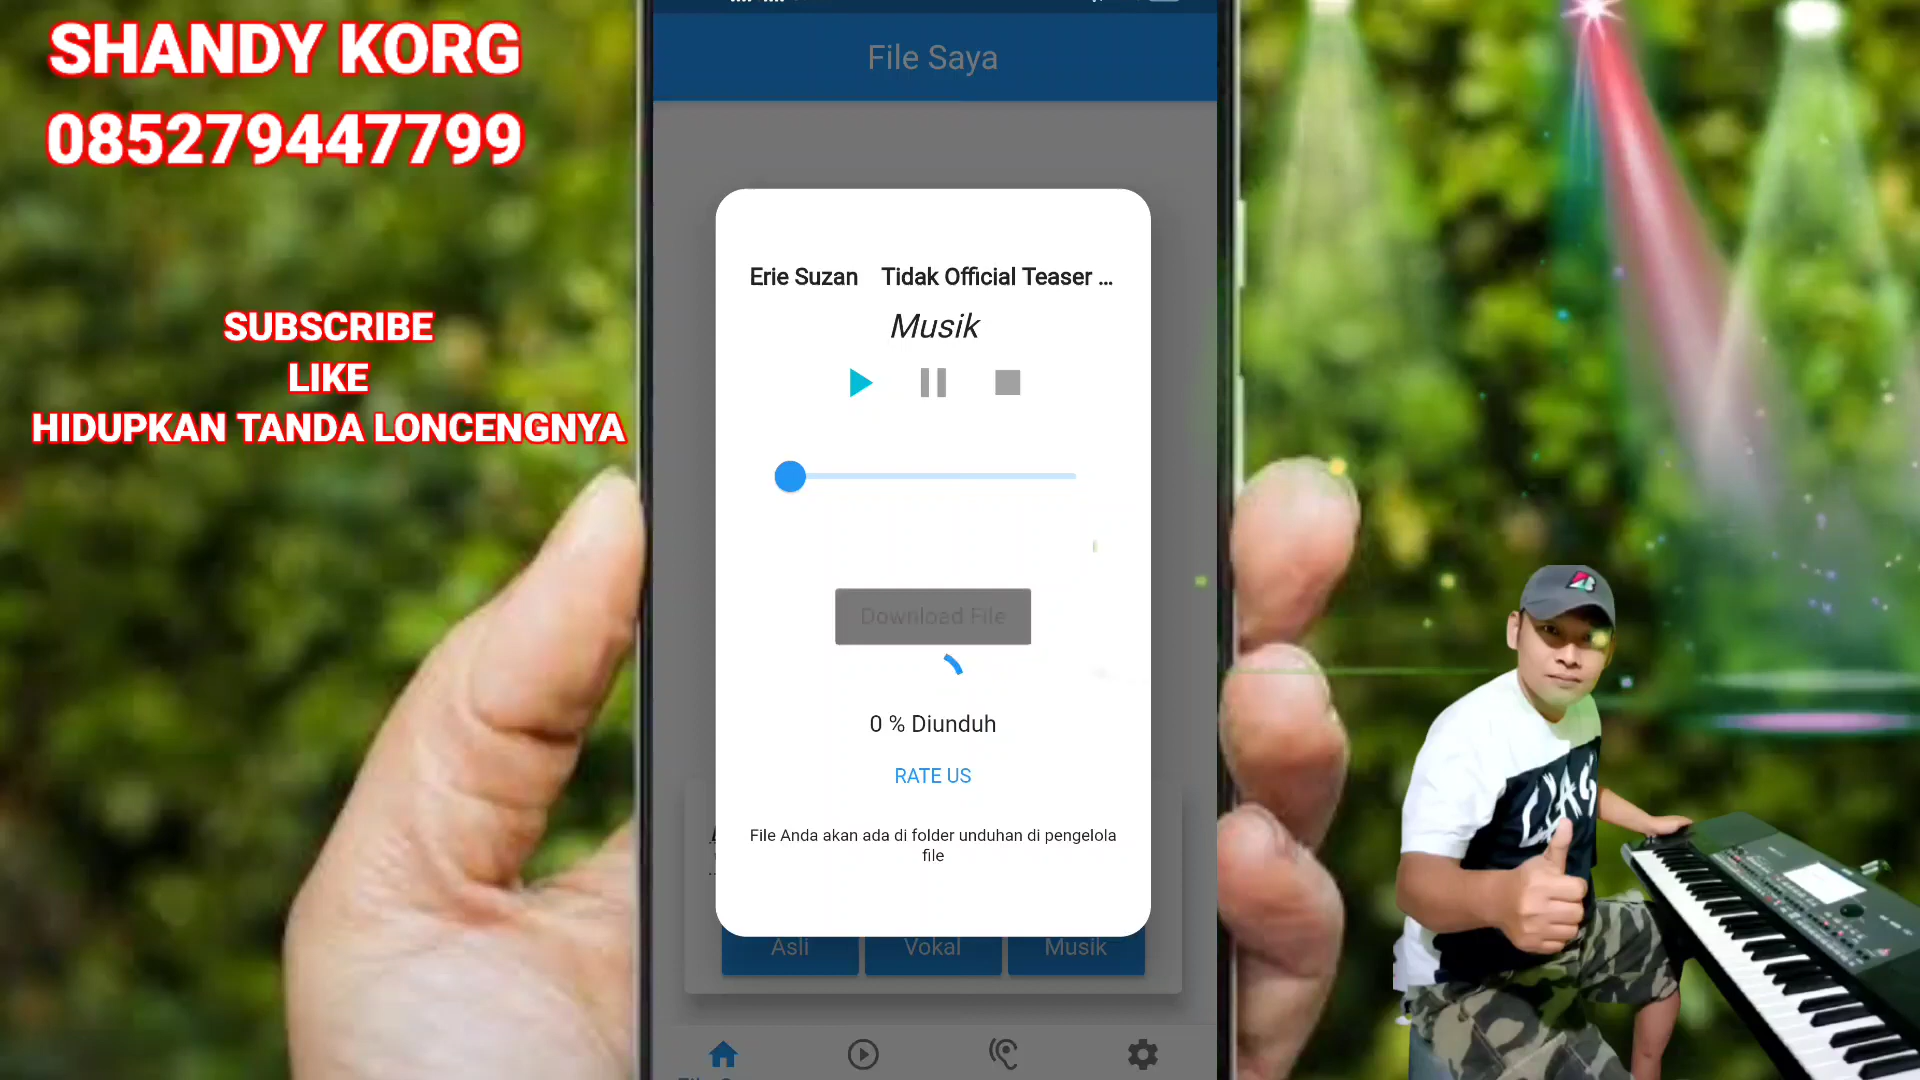 SHANDY KORG
085279447799
SUBSCRIBE
LIKE
HIDUPKAN TANDA LONCENGNYA
File Saya
Erie Suzan    Tidak Official Teaser ...
Musik
Download File
0 % Diunduh
RATE US
File Anda akan ada di folder unduhan di pengelola
file
Asli
Vokal
Musik